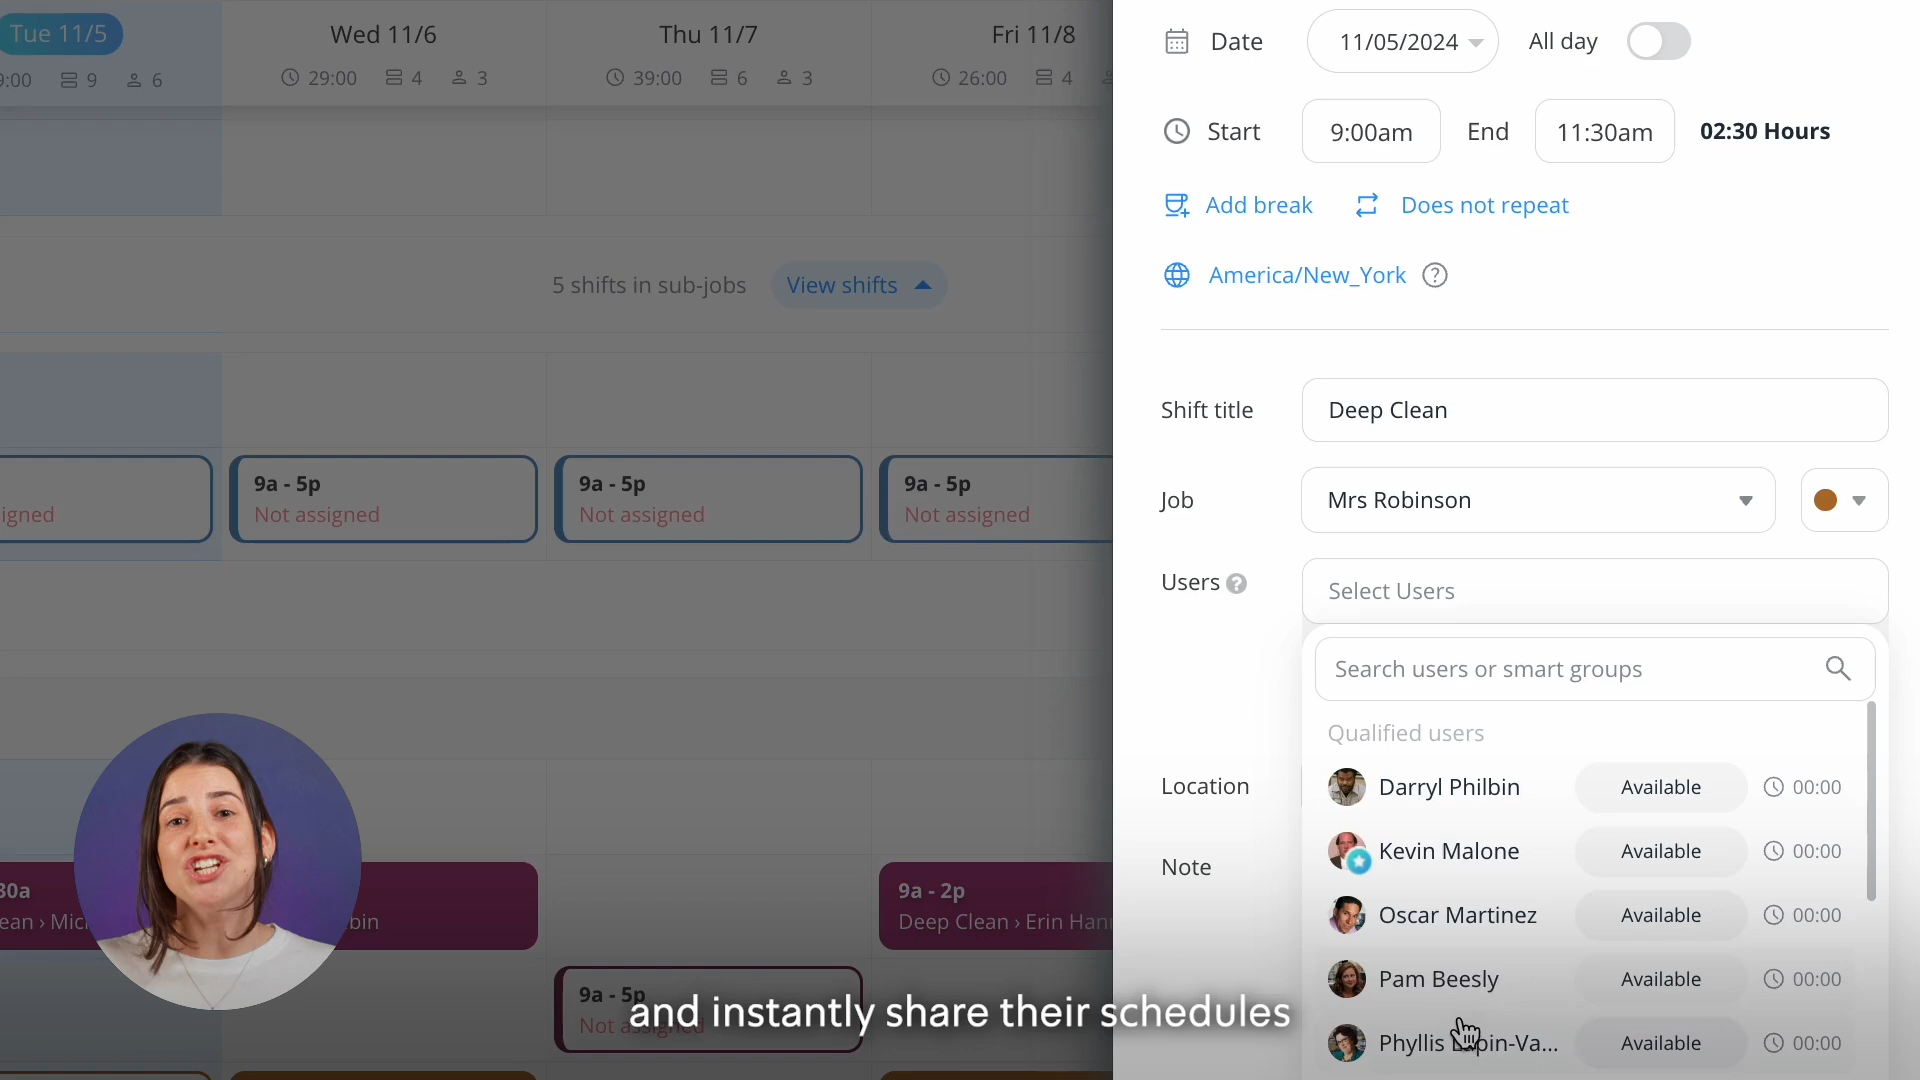 Tue 11/5
Wed 11/6
Thu 11/7
Fri 11/8
9:00 9 6
29:00 4 3
39:00 6 3
26:00 4
5 shifts in sub-jobs View shifts
igned
9a - 5p
Not assigned
9a - 5p
Not assigned
9a - 5p
Not assigned
30a
ean › Mic
bin
9a - 2p
Deep Clean › Erin Han
9a - 5p
Not assigned
Date 11/05/2024 All day
Start 9:00am End 11:30am 02:30 Hours
Add break Does not repeat
America/New_York ?
Shift title Deep Clean
Job Mrs Robinson
Users ? Select Users
Search users or smart groups
Qualified users
Location
Note
Darryl Philbin Available 00:00
Kevin Malone Available 00:00
Oscar Martinez Available 00:00
Pam Beesly Available 00:00
Phyllis Lapin-Va... Available 00:00
and instantly share their schedules